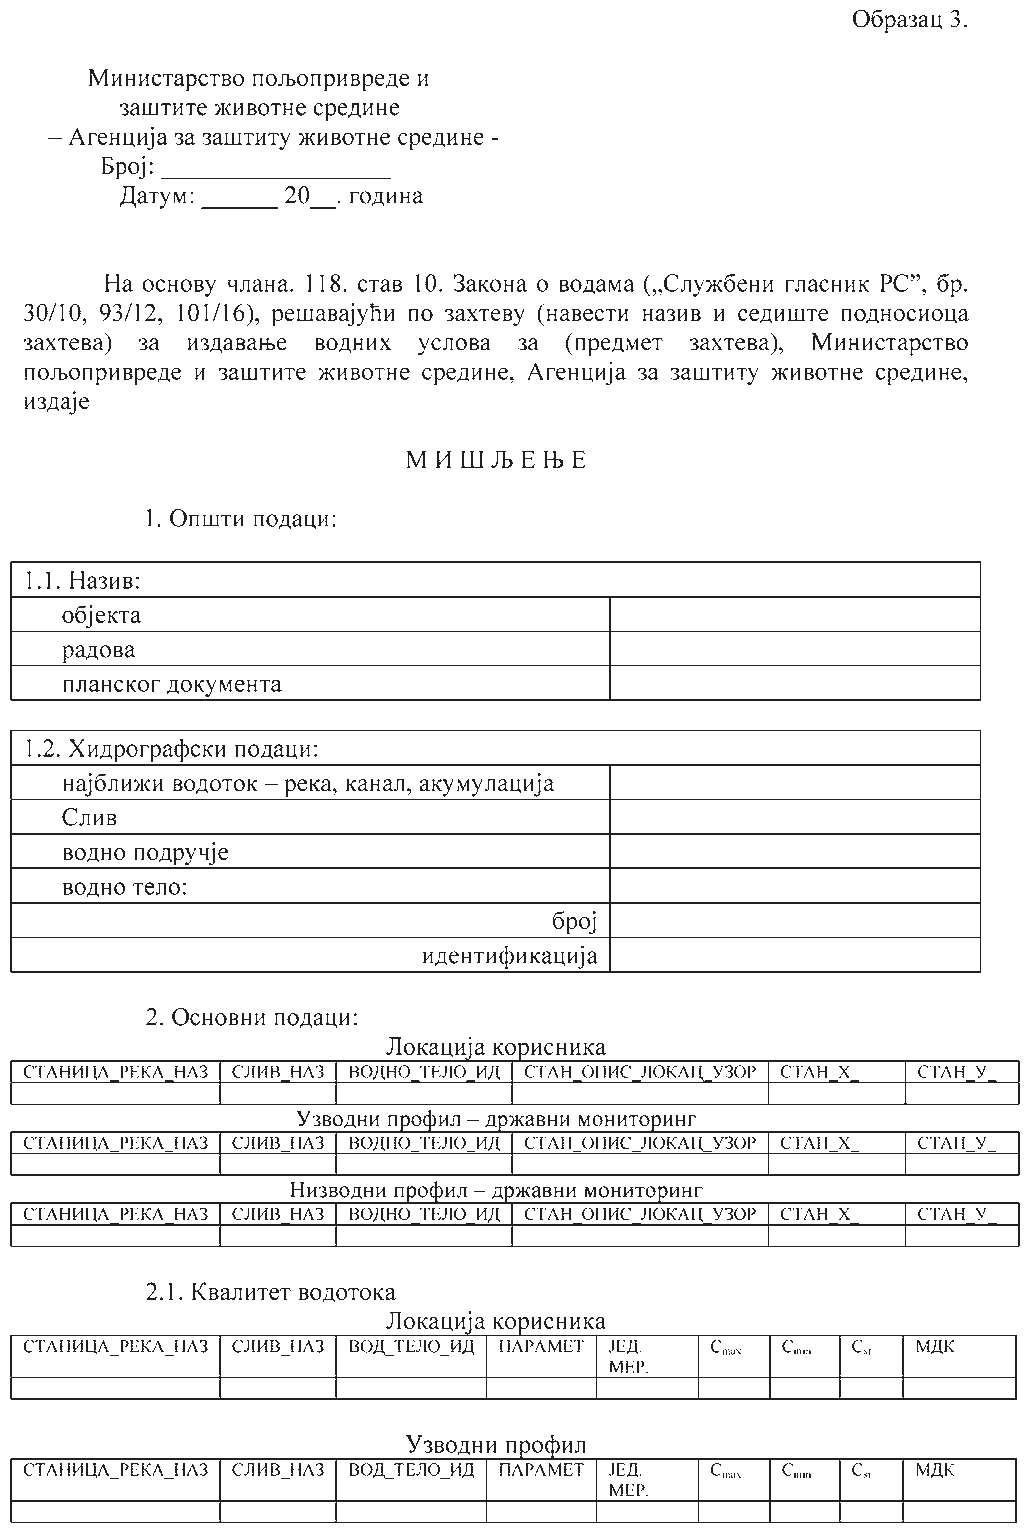 Образац 3.
Министарство пољопривреде и
заштите животне средине
– Агенција за заштиту животне средине -
Број: __________________
Датум: ______ 20__. година
На основу члана. 118. став 10. Закона о водама („Службени гласник РС”, бр.
30/10, 93/12, 101/16), решавајући по захтеву (навести назив и седиште подносиоца
захтева) за издавање водних услова за (предмет захтева), Министарство
пољопривреде и заштите животне средине, Агенција за заштиту животне средине,
издаје
М И Ш Љ Е Њ Е
1. Општи подаци:
1.1. Назив:
објекта
радова
планског документа
1.2. Хидрографски подаци:
најближи водоток – река, канал, акумулација
Слив
водно подручје
водно тело:
број
идентификација
2. Основни подаци:
Локација корисника
СТАНИЦА_РЕКА_НАЗ СЛИВ_НАЗ ВОДНО_ТЕЛО_ИД СТАН_ОПИС_ЛОКАЦ_УЗОР СТАН_Х_ СТАН_У_
Узводни профил – државни мониторинг
СТАНИЦА_РЕКА_НАЗ СЛИВ_НАЗ ВОДНО_ТЕЛО_ИД СТАН_ОПИС_ЛОКАЦ_УЗОР СТАН_Х_ СТАН_У_
Низводни профил – државни мониторинг
СТАНИЦА_РЕКА_НАЗ СЛИВ_НАЗ ВОДНО_ТЕЛО_ИД СТАН_ОПИС_ЛОКАЦ_УЗОР СТАН_Х_ СТАН_У_
2.1. Квалитет водотока
Локација корисника
СТАНИЦА_РЕКА_НАЗ СЛИВ_НАЗ ВОД_ТЕЛО_ИД ПАРАМЕТ ЈЕД. Cmax Cmin Csr МДК
МЕР.
Узводни профил
СТАНИЦА_РЕКА_НАЗ СЛИВ_НАЗ ВОД_ТЕЛО_ИД ПАРАМЕТ ЈЕД. Cmax Cmin Csr МДК
МЕР.